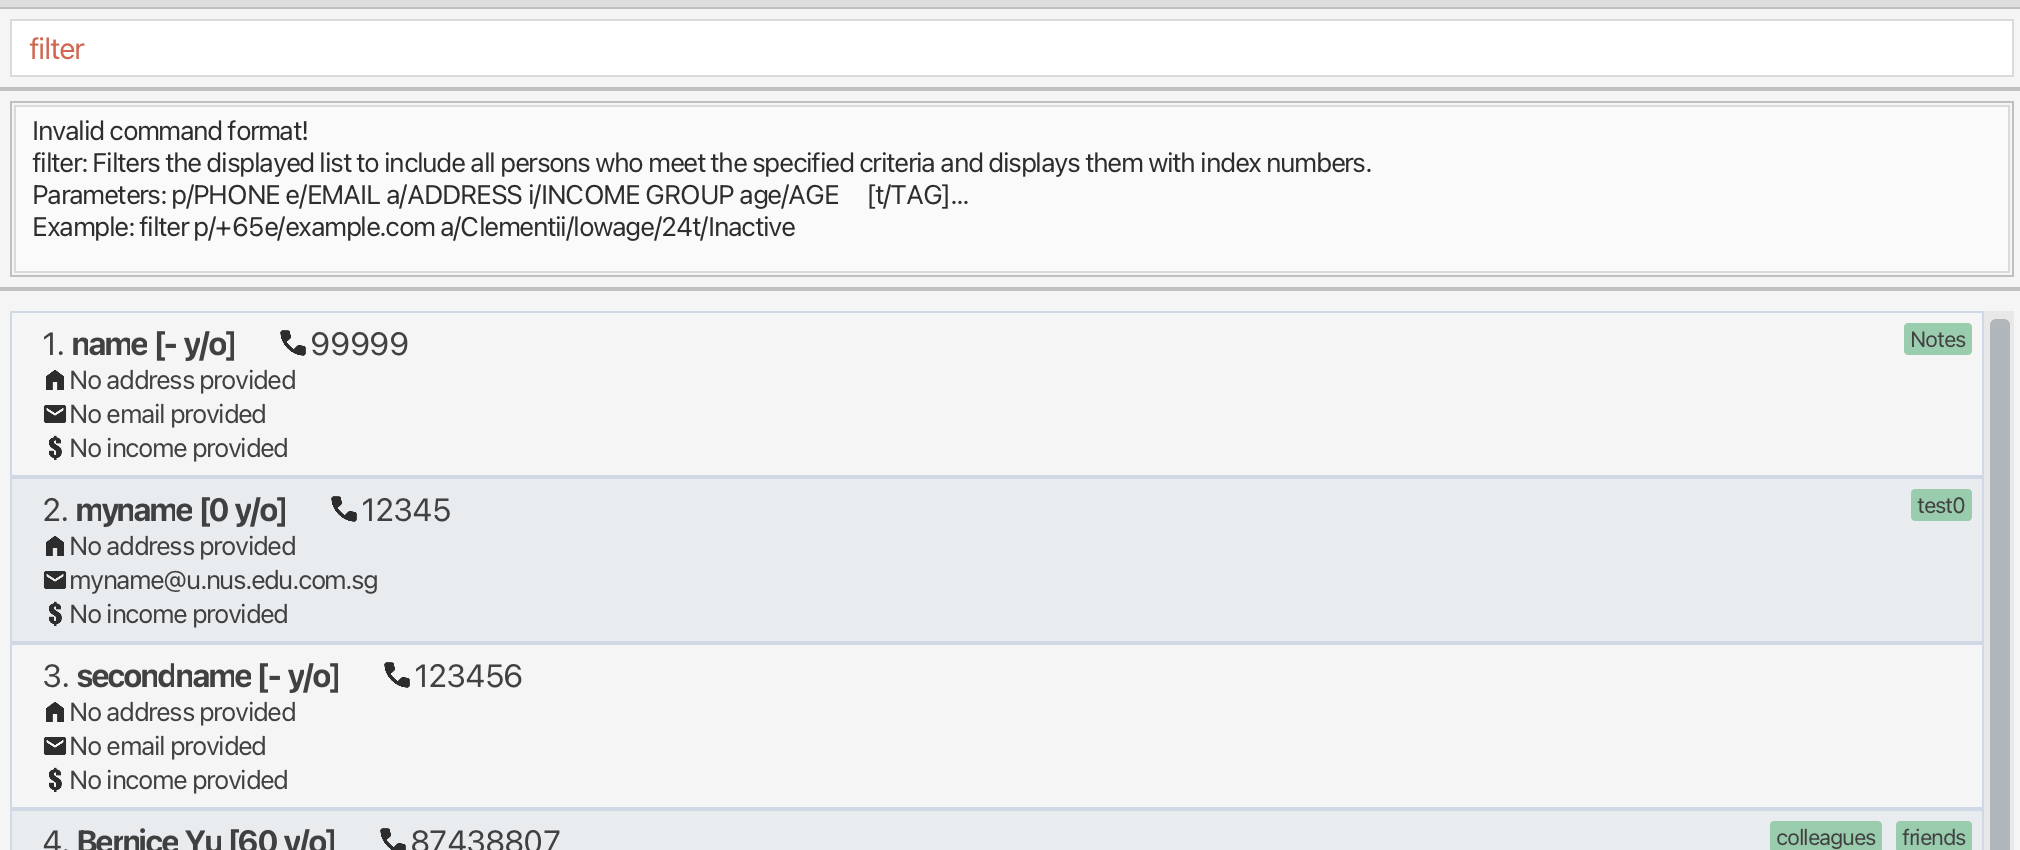 filter
Invalid command format!
filter: Filters the displayed list to include all persons who meet the specified criteria and displays them with index numbers.
Parameters: p/PHONE e/EMAIL a/ADDRESS i/INCOME GROUP age/AGE [t/TAG]...
Example: filter p/+65e/example.com a/Clementii/lowage/24t/Inactive
1. name [- y/o] 99999 Notes
No address provided
No email provided
$ No income provided
2. myname [0 y/o] 12345 test0
No address provided
myname@u.nus.edu.com.sg
$ No income provided
3. secondname [- y/o] 123456
No address provided
No email provided
$ No income provided
4. Bernice Yu [60 y/o] 87438807 colleagues friends